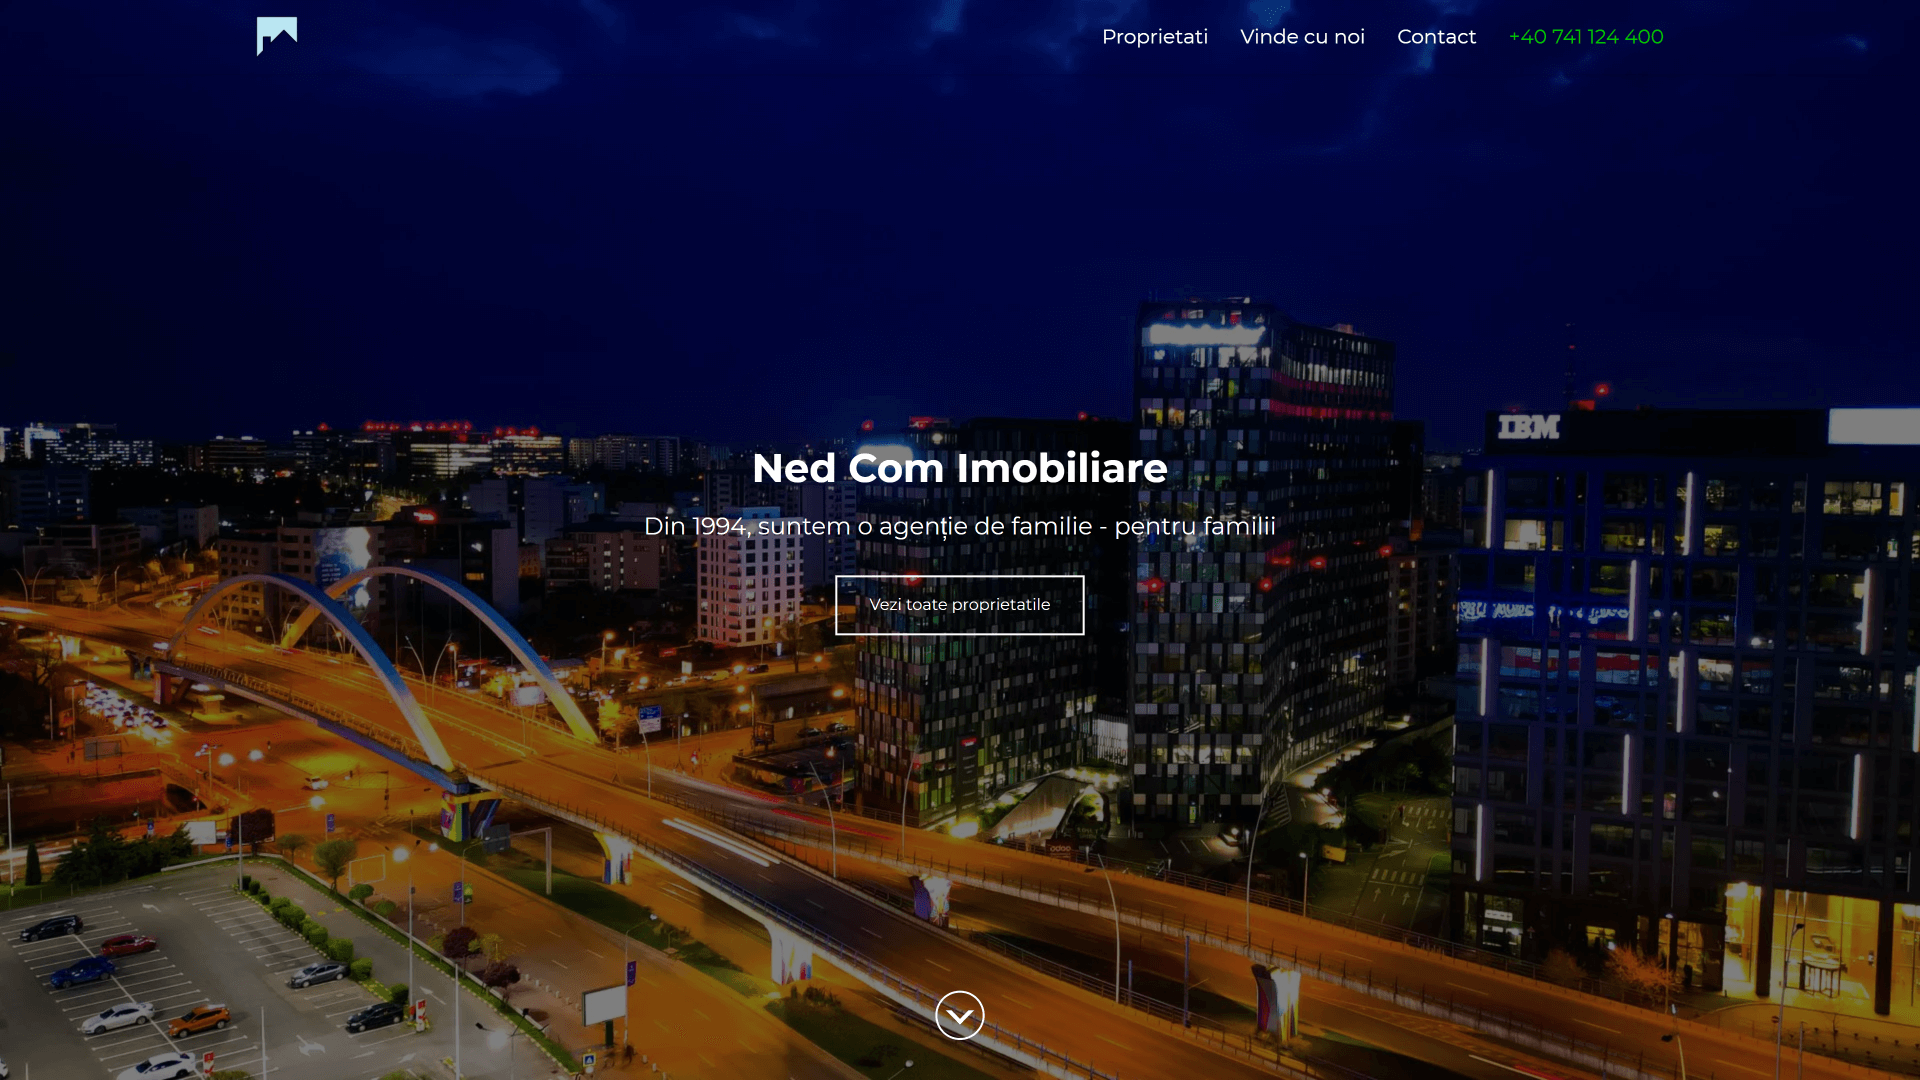 Proprietati
Vinde cu noi
Contact
+40 741 124 400
IBM
Ned Com Imobiliare
Din 1994, suntem o agenție de familie - pentru familii
Vezi toate proprietatile